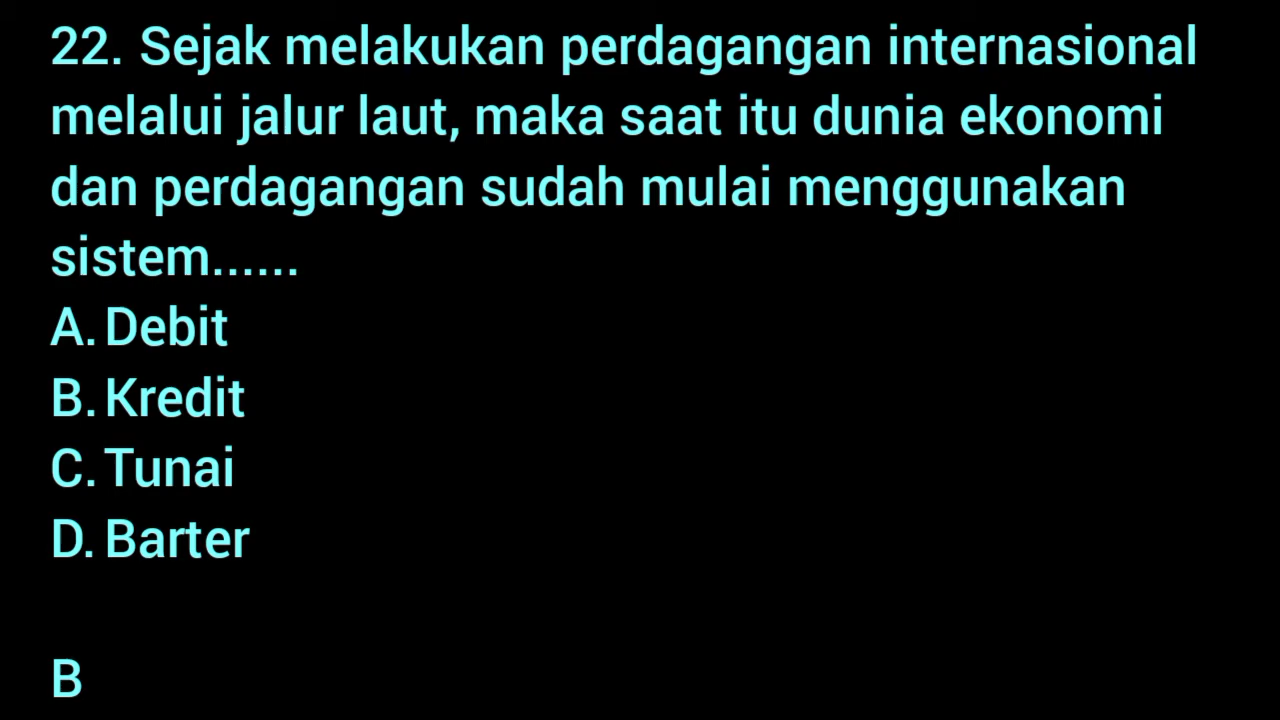 22. Sejak melakukan perdagangan internasional
melalui jalur laut, maka saat itu dunia ekonomi
dan perdagangan sudah mulai menggunakan
sistem......
A. Debit
B. Kredit
C. Tunai
D. Barter
B